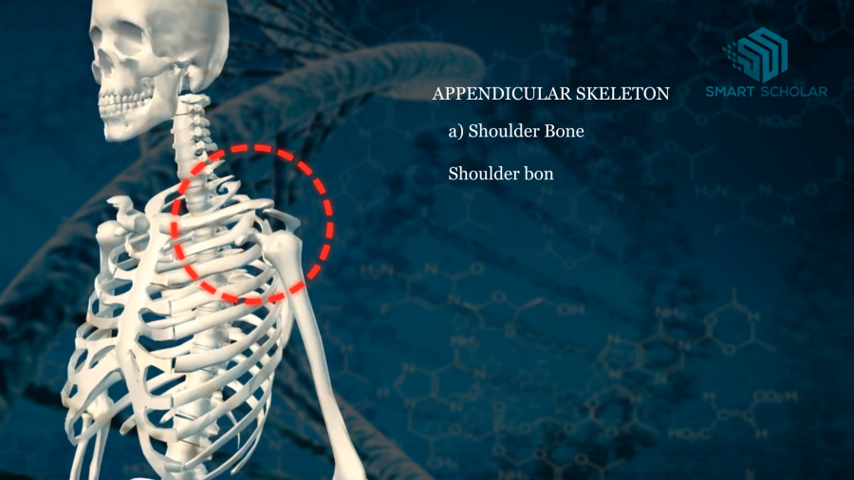 SMART SCHOLAR
APPENDICULAR SKELETON
a) Shoulder Bone
Shoulder bon